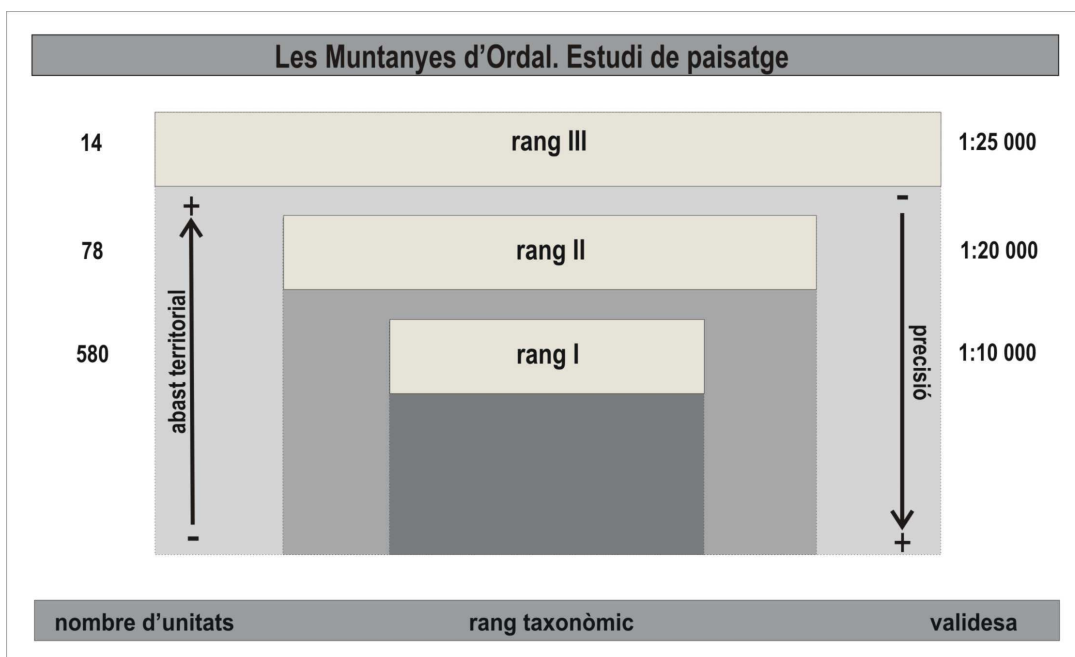 Les Muntanyes d'Ordal. Estudi de paisatge
14 rang III 1:25 000
+ -
78 rang II 1:20 000
abast territorial
precisió
580 rang I 1:10 000
- +
nombre d'unitats rang taxonòmic validesa